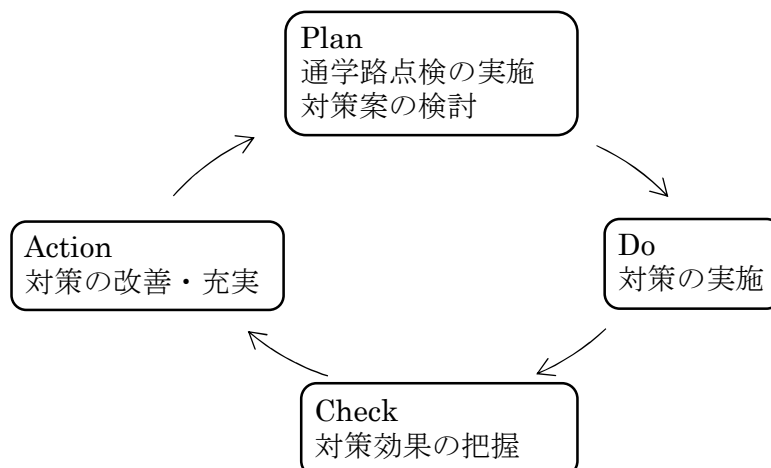 Plan
通学路点検の実施
対策案の検討
Action
対策の改善・充実
Do
対策の実施
Check
対策効果の把握